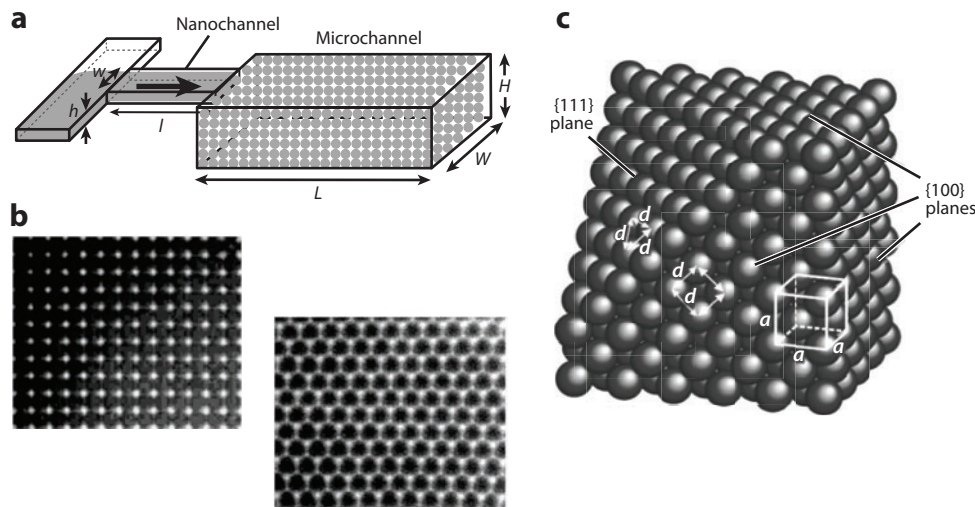 a
Nanochannel
Microchannel
w
h
l
H
W
L
b
c
{111}
plane
{100}
planes
d
d
d
d
d
a
a
a